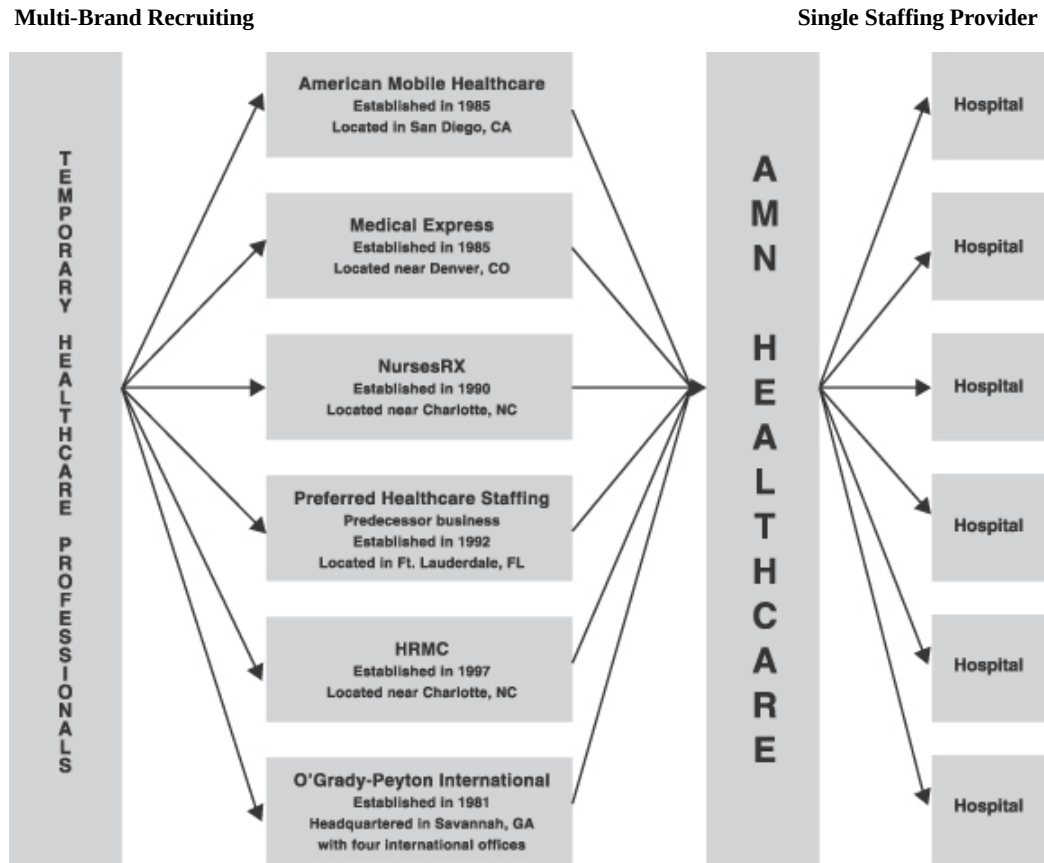 Multi-Brand Recruiting
Single Staffing Provider
TEMPORARY HEALTHCARE PROFESSIONALS
American Mobile Healthcare
Established in 1985
Located in San Diego, CA
Medical Express
Established in 1985
Located near Denver, CO
NursesRX
Established in 1990
Located near Charlotte, NC
Preferred Healthcare Staffing
Predecessor business
Established in 1992
Located in Ft. Lauderdale, FL
HRMC
Established in 1997
Located near Charlotte, NC
O'Grady-Peyton International
Established in 1981
Headquartered in Savannah, GA
with four international offices
AMN HEALTHCARE
Hospital
Hospital
Hospital
Hospital
Hospital
Hospital